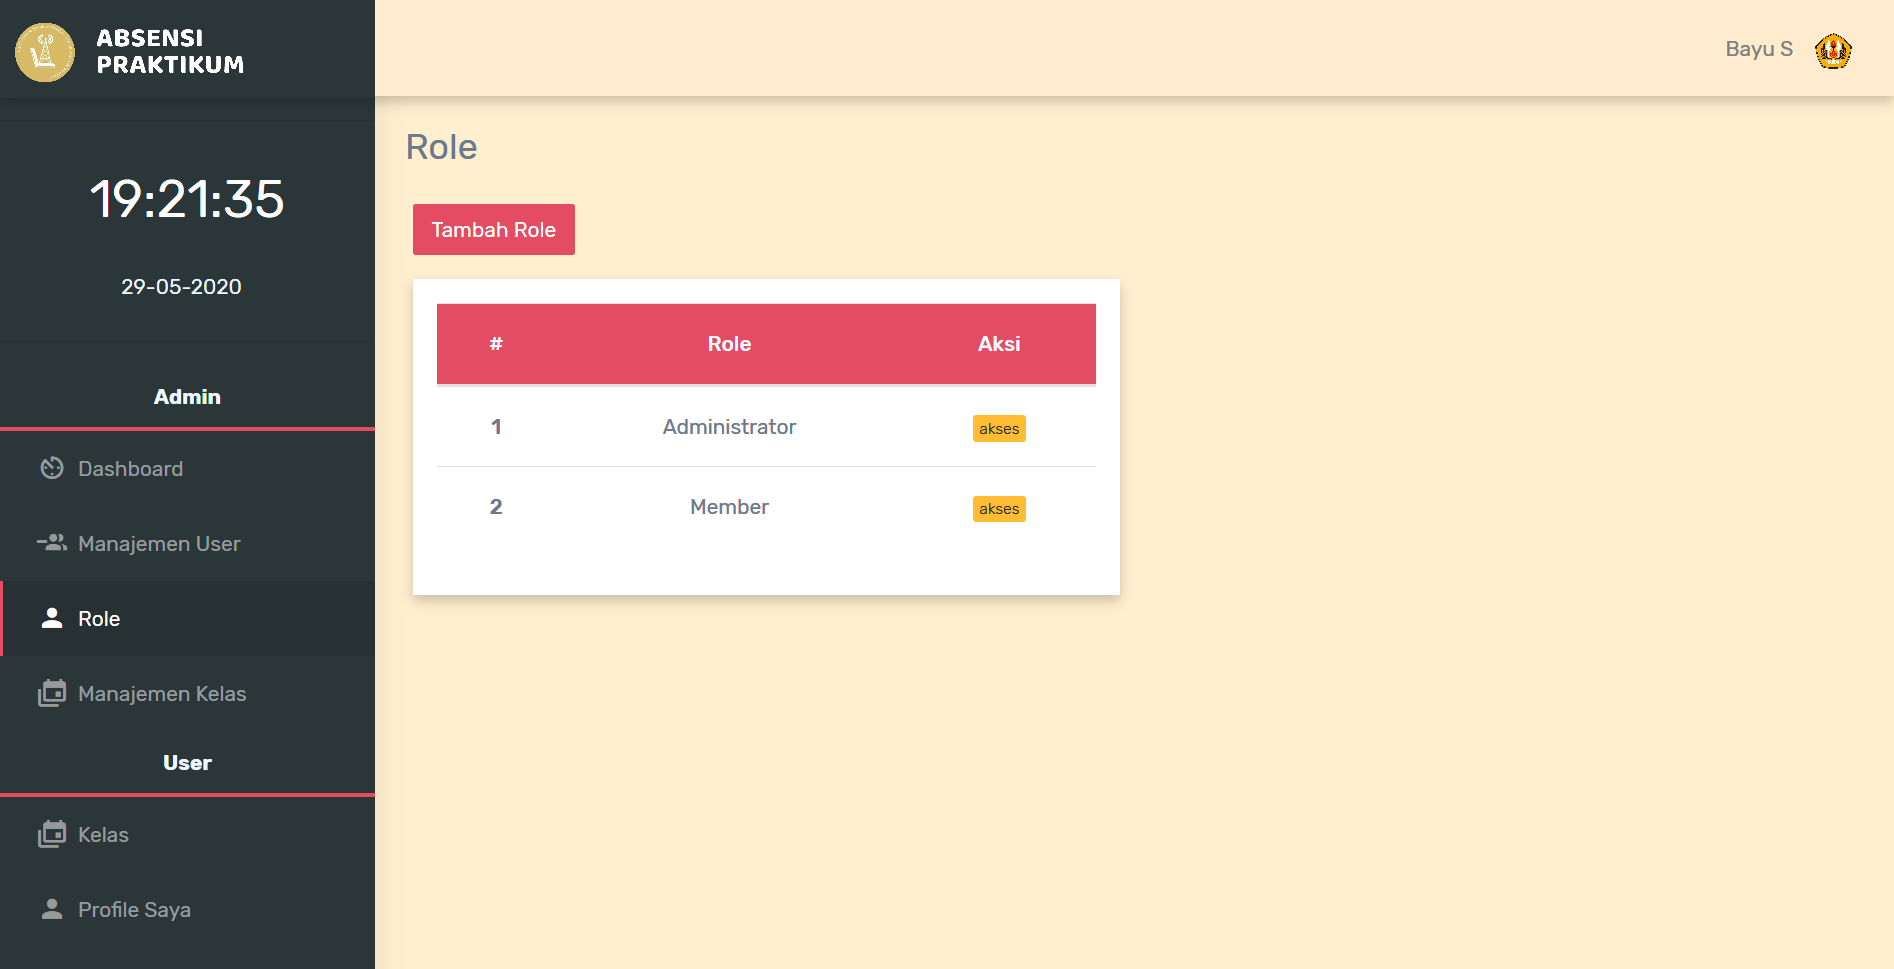 ABSENSI
PRAKTIKUM
Bayu S
19:21:35
29-05-2020
Admin
Dashboard
Manajemen User
Role
Manajemen Kelas
User
Kelas
Profile Saya
Role
Tambah Role
# Role Aksi
1 Administrator akses
2 Member akses